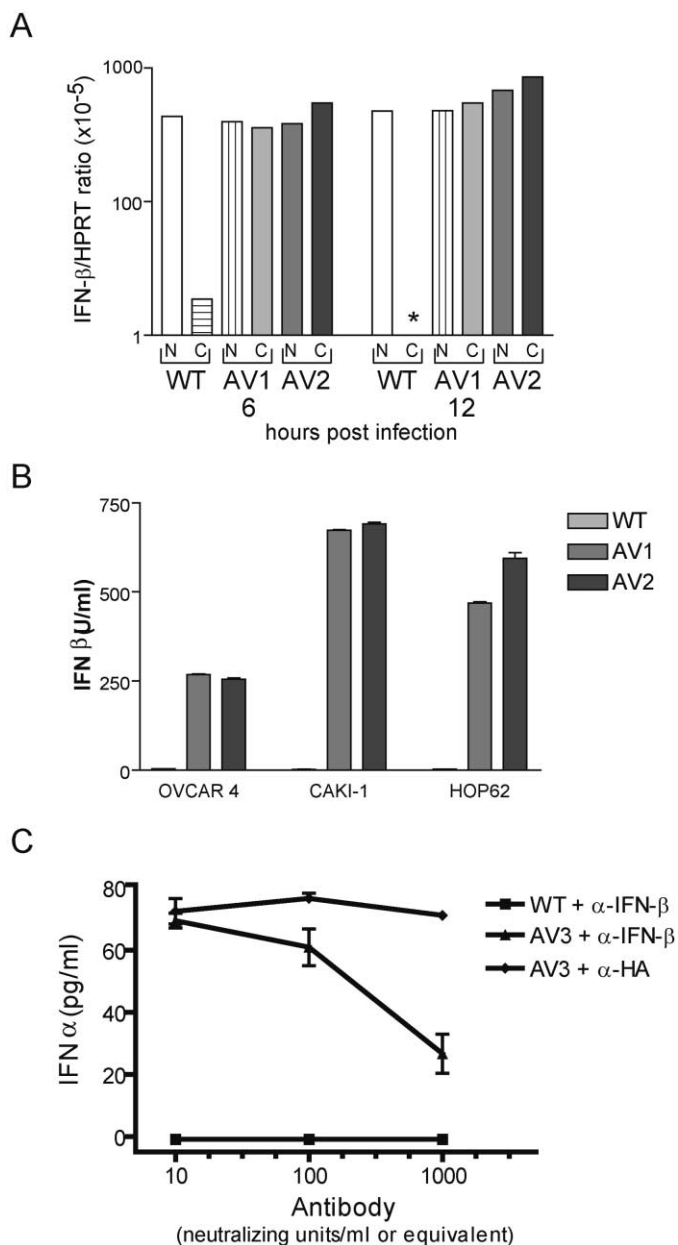 A
IFN-β/HPRT ratio (x10-5)
1000
100
1
N C N C N C N C N C N C
*
WT AV1 AV2 WT AV1 AV2
6 12
hours post infection
B
IFN β(U/ml)
750
500
250
0
OVCAR 4 CAKI-1 HOP62
WT
AV1
AV2
C
IFN α (pg/ml)
80
60
40
20
0
10 100 1000
Antibody
(neutralizing units/ml or equivalent)
WT + α-IFN-β
AV3 + α-IFN-β
AV3 + α-HA